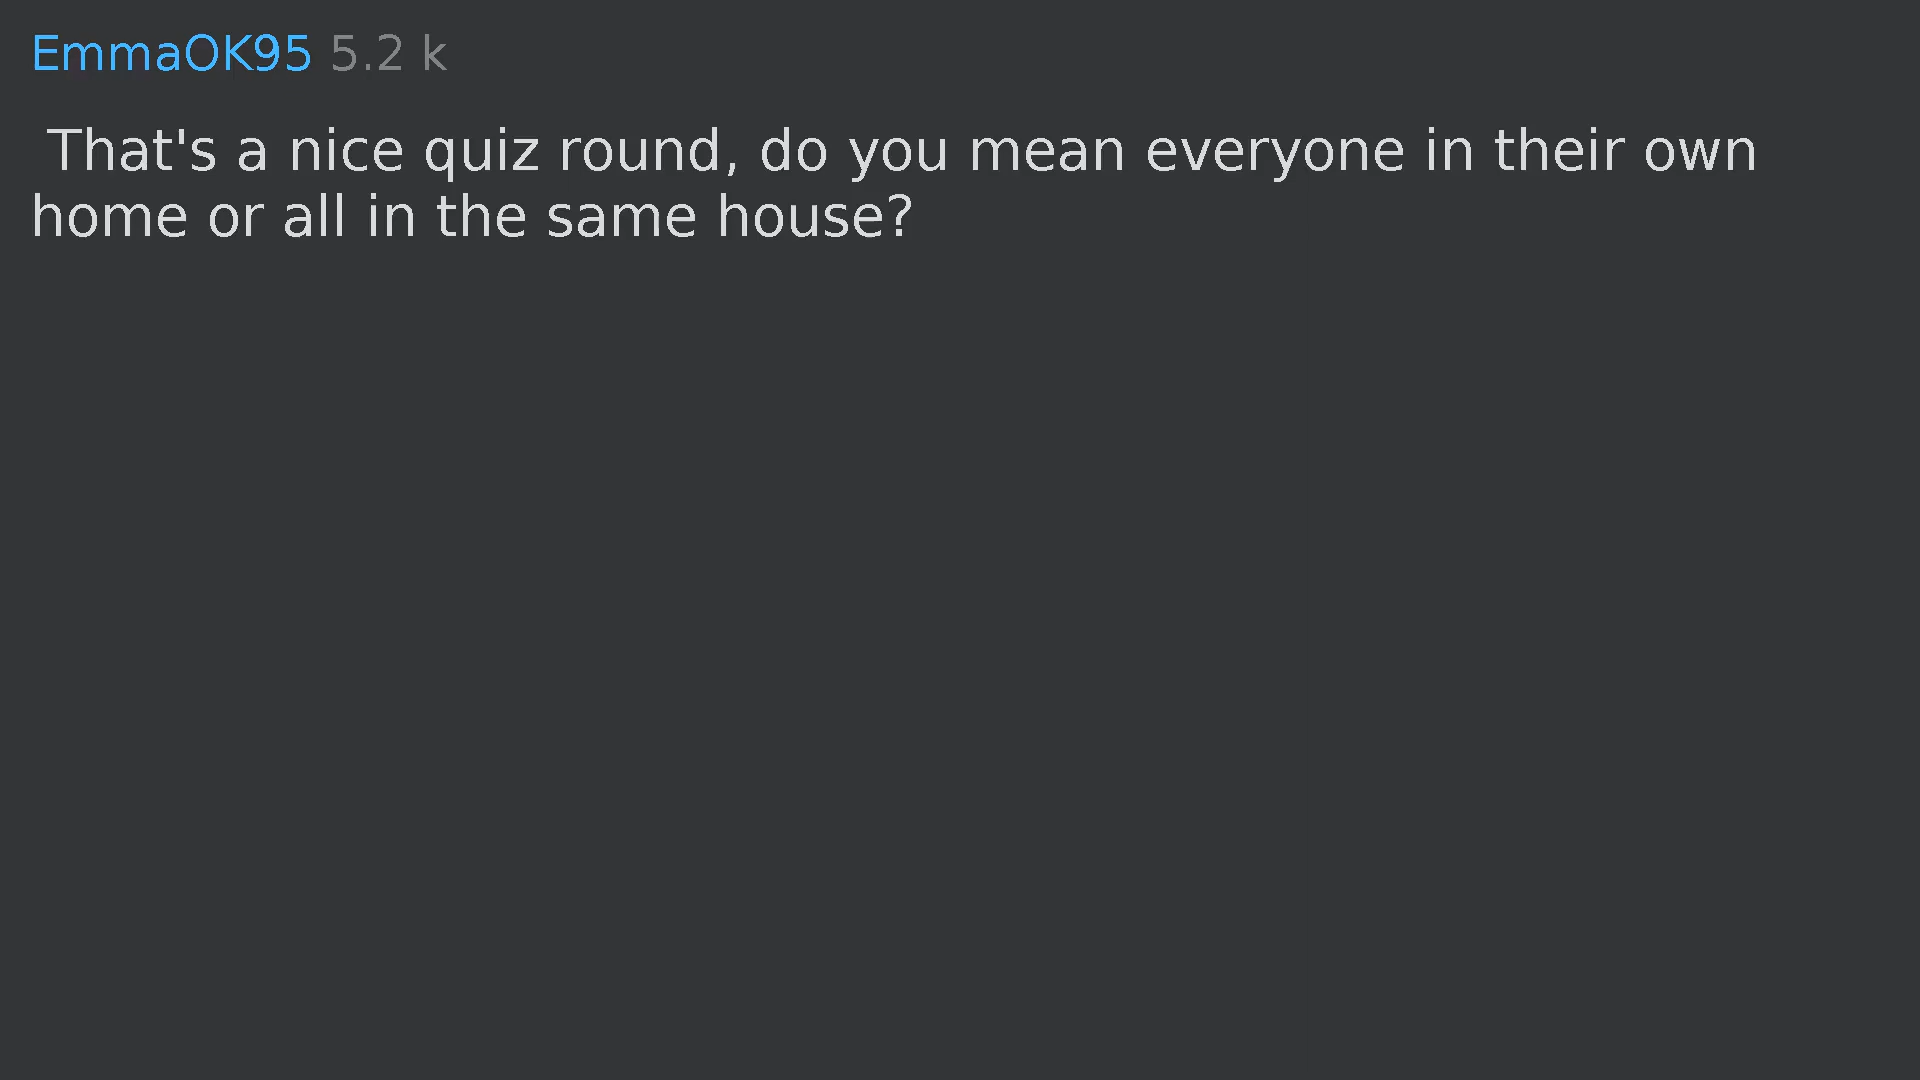 EmmaOK95 5.2 k
That's a nice quiz round, do you mean everyone in their own
home or all in the same house?